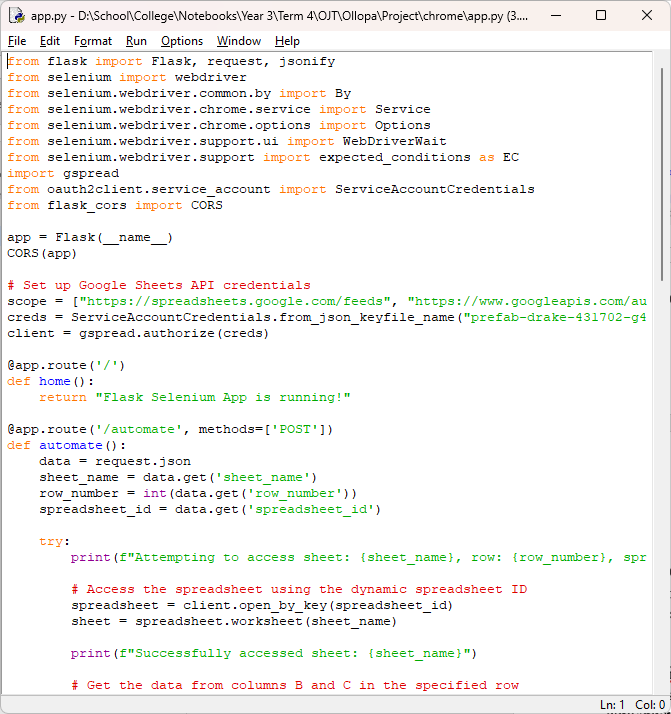 app.py - D:\School\College\Notebooks\Year 3\Term 4\OJT\Ollopa\Project\chrome\app.py (3....
File Edit Format Run Options Window Help
from flask import Flask, request, jsonify
from selenium import webdriver
from selenium.webdriver.common.by import By
from selenium.webdriver.chrome.service import Service
from selenium.webdriver.chrome.options import Options
from selenium.webdriver.support.ui import WebDriverWait
from selenium.webdriver.support import expected_conditions as EC
import gspread
from oauth2client.service_account import ServiceAccountCredentials
from flask_cors import CORS
app = Flask(__name__)
CORS(app)
# Set up Google Sheets API credentials
scope = ["https://spreadsheets.google.com/feeds", "https://www.googleapis.com/au
creds = ServiceAccountCredentials.from_json_keyfile_name("prefab-drake-431702-g4
client = gspread.authorize(creds)
@app.route('/')
def home():
    return "Flask Selenium App is running!"
@app.route('/automate', methods=['POST'])
def automate():
    data = request.json
    sheet_name = data.get('sheet_name')
    row_number = int(data.get('row_number'))
    spreadsheet_id = data.get('spreadsheet_id')
    try:
        print(f"Attempting to access sheet: {sheet_name}, row: {row_number}, spr
        # Access the spreadsheet using the dynamic spreadsheet ID
        spreadsheet = client.open_by_key(spreadsheet_id)
        sheet = spreadsheet.worksheet(sheet_name)
        print(f"Successfully accessed sheet: {sheet_name}")
        # Get the data from columns B and C in the specified row
Ln: 1 Col: 0